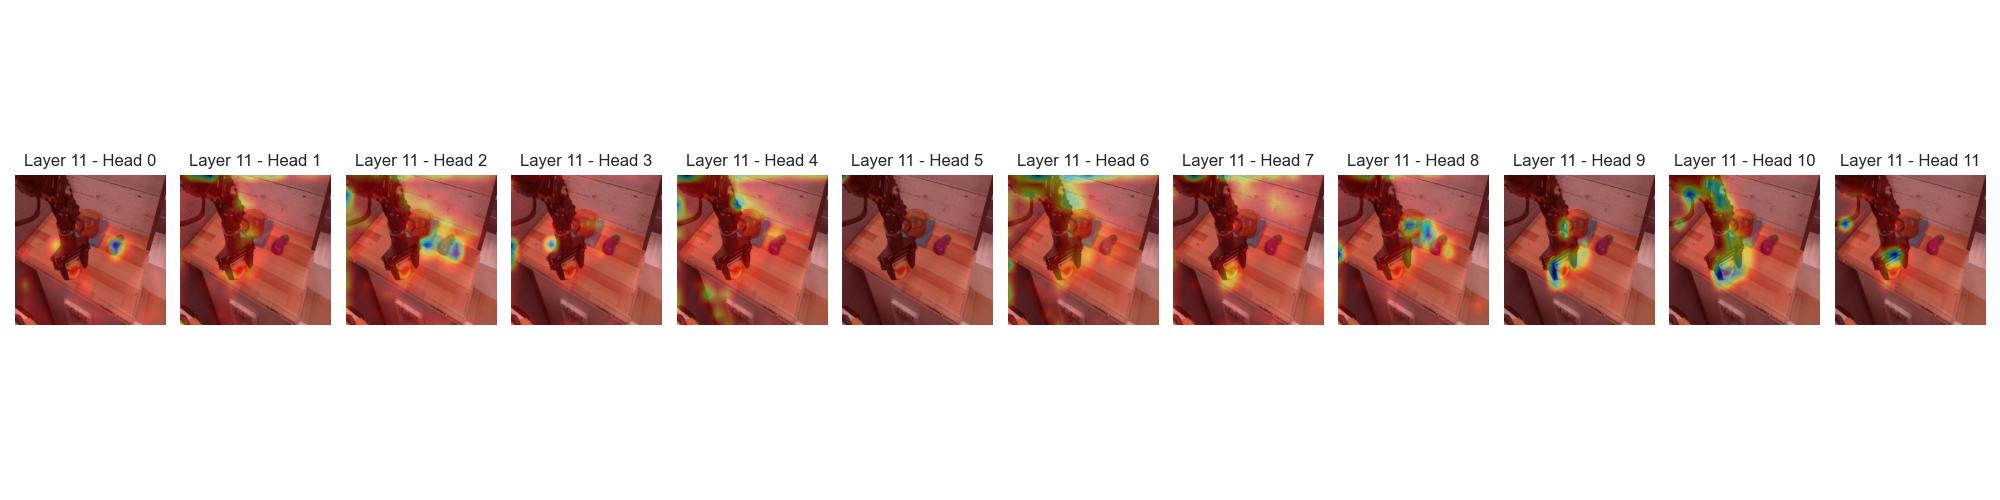 Layer 11 - Head 0
Layer 11 - Head 1
Layer 11 - Head 2
Layer 11 - Head 3
Layer 11 - Head 4
Layer 11 - Head 5
Layer 11 - Head 6
Layer 11 - Head 7
Layer 11 - Head 8
Layer 11 - Head 9
Layer 11 - Head 10
Layer 11 - Head 11